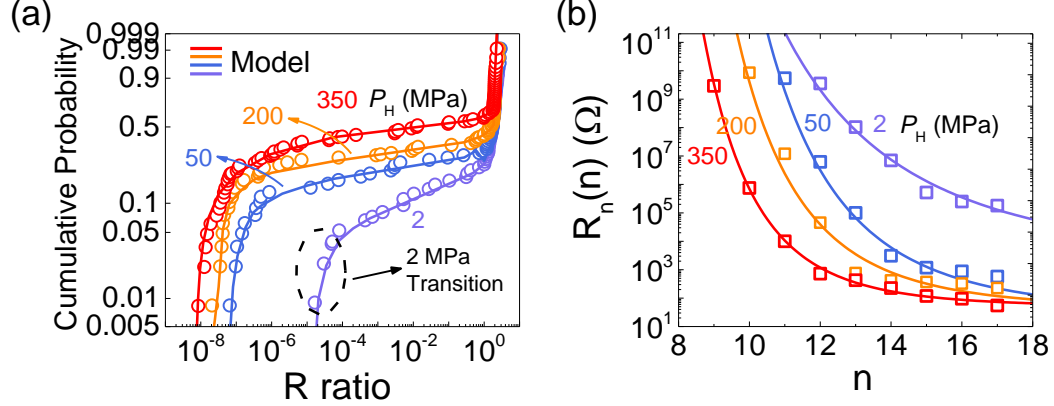 (a)
0.999
0.99
0.9
0.5
0.1
0.05
0.01
0.005
Cumulative Probability
Model
350 P_H (MPa)
200
50
2
2 MPa
Transition
10^-8 10^-6 10^-4 10^-2 10^0
R ratio
(b)
10^11
10^9
10^7
10^5
10^3
10^1
R_n(n) (Ω)
2 P_H (MPa)
50
200
350
8 10 12 14 16 18
n